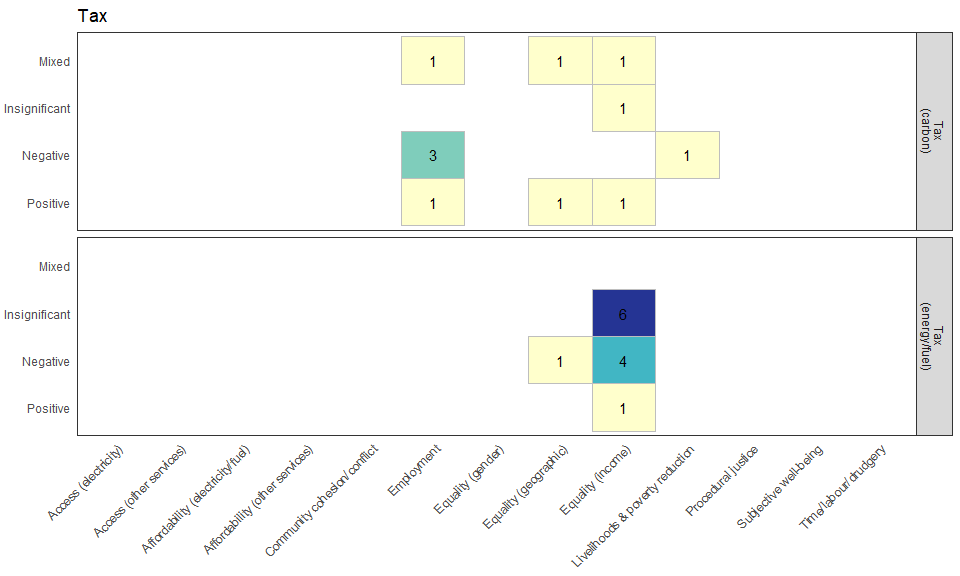 Tax
Mixed 1 1 1
Insignificant 1
Negative 3 1
Positive 1 1 1
Tax
(carbon)
Mixed
Insignificant 6
Negative 1 4
Positive 1
Tax
(energy/fuel)
Access (electricity)
Access (other services)
Affordability (electricity/fuel)
Affordability (other services)
Community cohesion/conflict
Employment
Equality (gender)
Equality (geographic)
Equality (income)
Livelihoods & poverty reduction
Procedural justice
Subjective well-being
Time/labour/drudgery